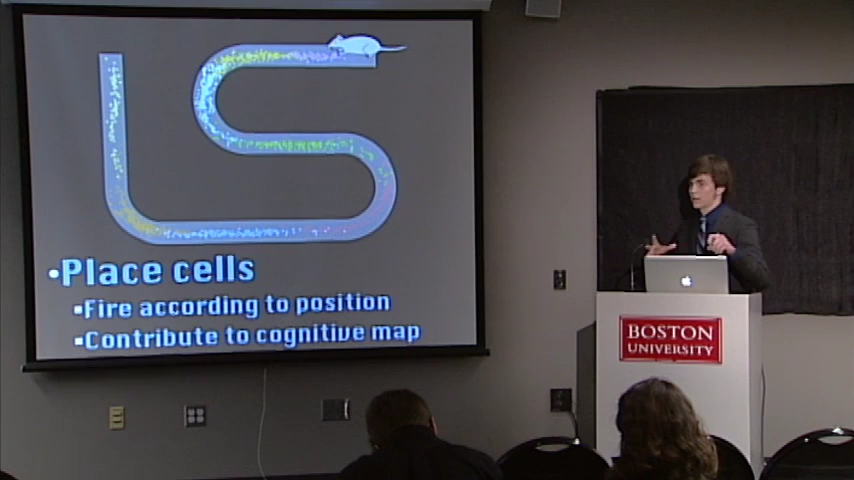 •Place cells
▪Fire according to position
▪Contribute to cognitive map
BOSTON
UNIVERSITY